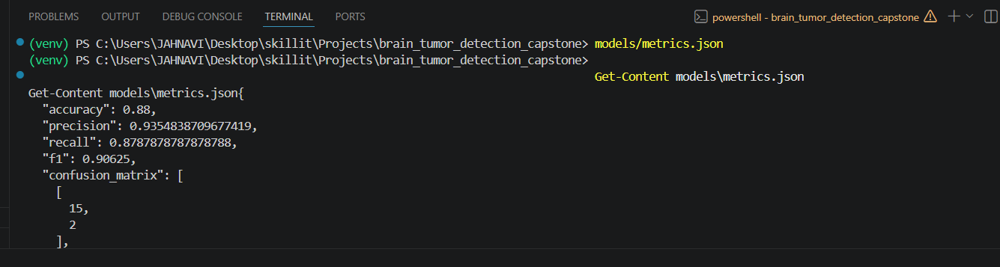 PROBLEMS OUTPUT DEBUG CONSOLE TERMINAL PORTS powershell - brain_tumor_detection_capstone
(venv) PS C:\Users\JAHNAVI\Desktop\skillit\Projects\brain_tumor_detection_capstone> models/metrics.json
(venv) PS C:\Users\JAHNAVI\Desktop\skillit\Projects\brain_tumor_detection_capstone>
Get-Content models\metrics.json
Get-Content models\metrics.json{
"accuracy": 0.88,
"precision": 0.9354838709677419,
"recall": 0.8787878787878788,
"f1": 0.90625,
"confusion_matrix": [
[
15,
2
],